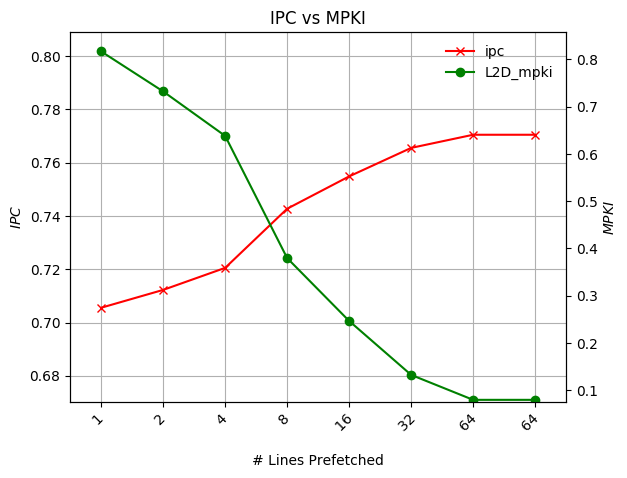 IPC vs MPKI
ipc
L2D_mpki
0.80
0.78
0.76
0.74
0.72
0.70
0.68
IPC
0.8
0.7
0.6
0.5
0.4
0.3
0.2
0.1
MPKI
1 2 4 8 16 32 64 64
# Lines Prefetched